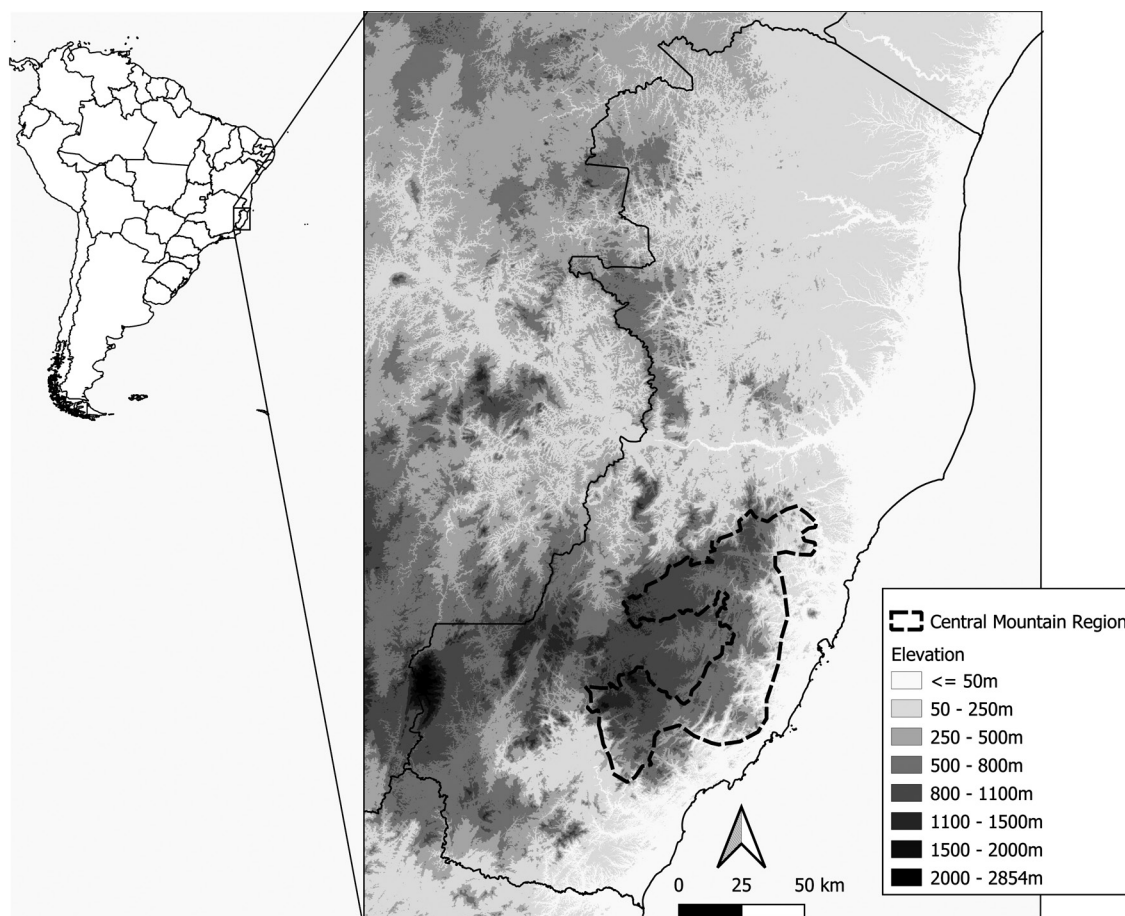 Central Mountain Region
Elevation
<= 50m
50 - 250m
250 - 500m
500 - 800m
800 - 1100m
1100 - 1500m
1500 - 2000m
2000 - 2854m
0 25 50 km